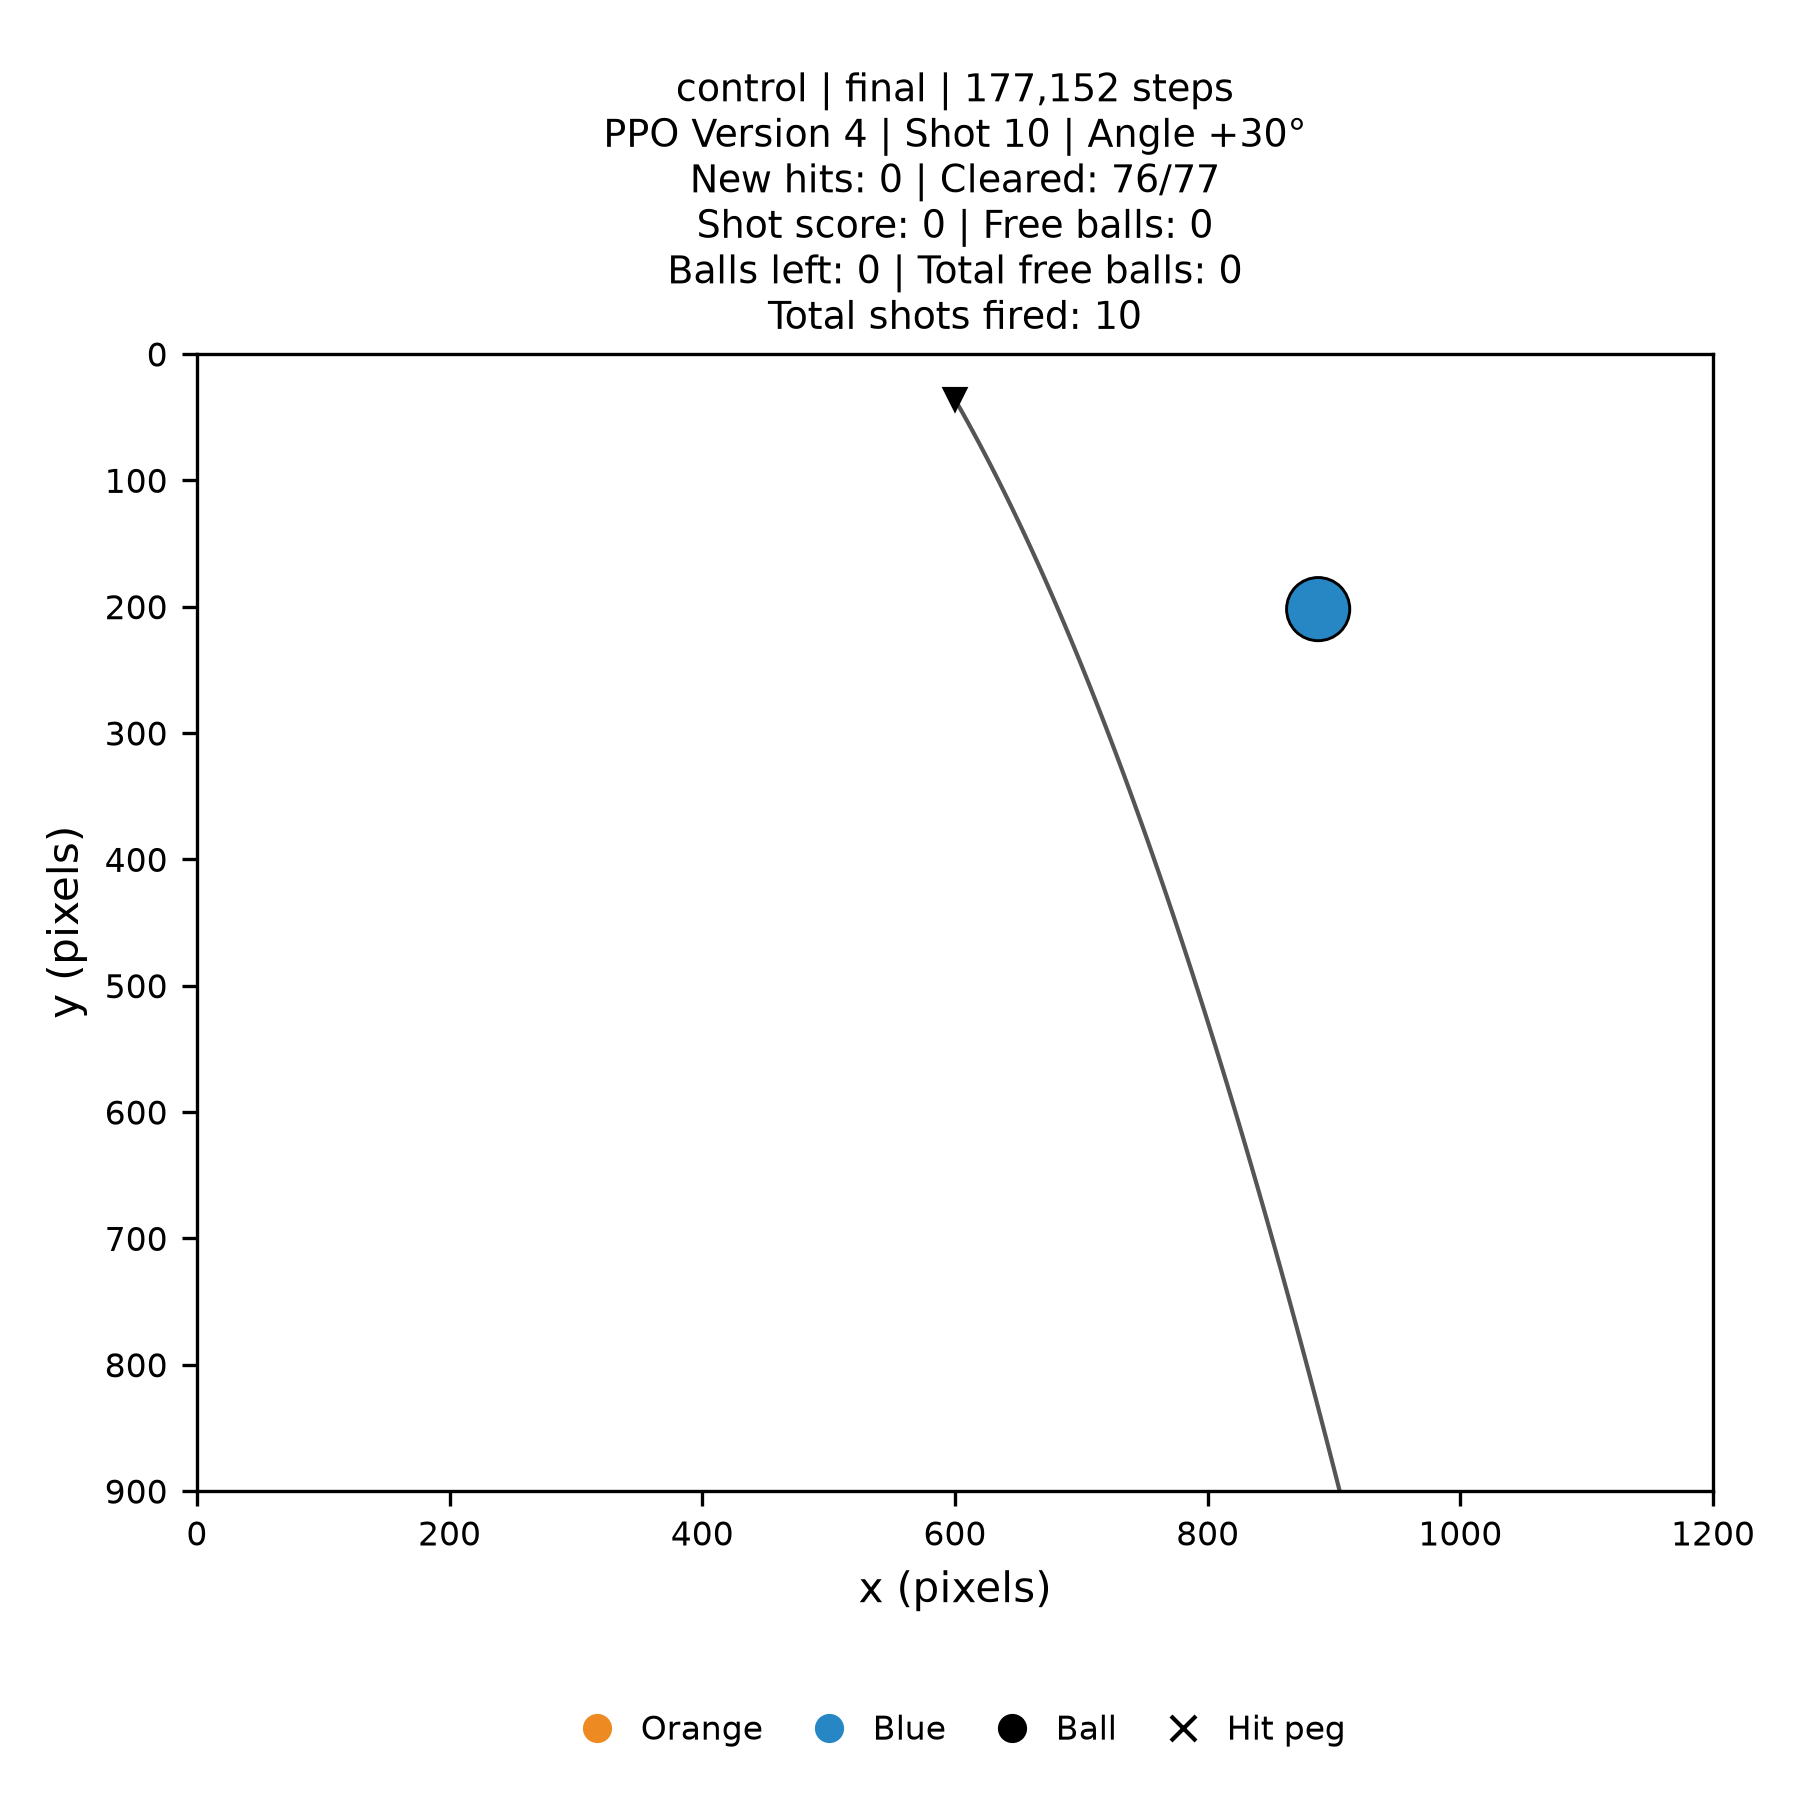 control | final | 177,152 steps
PPO Version 4 | Shot 10 | Angle +30°
New hits: 0 | Cleared: 76/77
Shot score: 0 | Free balls: 0
Balls left: 0 | Total free balls: 0
Total shots fired: 10
0
100
200
300
400
500
600
700
800
900
y (pixels)
0 200 400 600 800 1000 1200
x (pixels)
Orange Blue Ball Hit peg